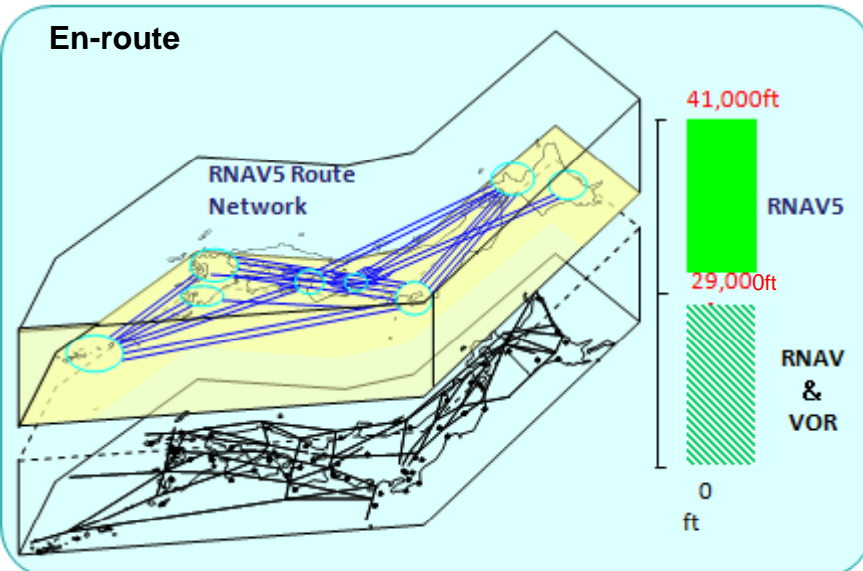 En-route
41,000ft
RNAV5 Route
Network
RNAV5
29,000ft
RNAV
&
VOR
0
ft